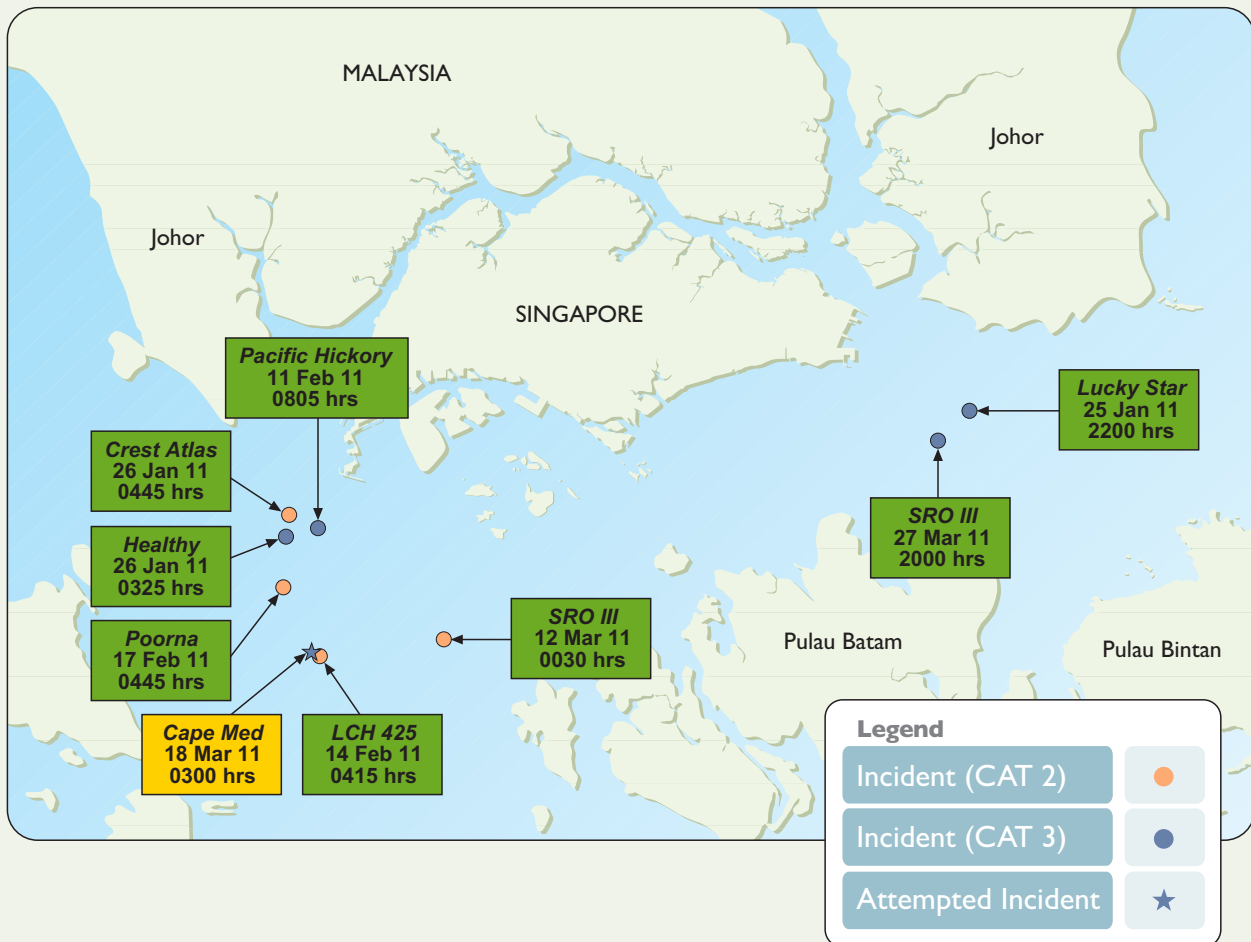 MALAYSIA
Johor
Johor
SINGAPORE
Pacific Hickory
11 Feb 11
0805 hrs
Lucky Star
25 Jan 11
2200 hrs
Crest Atlas
26 Jan 11
0445 hrs
SRO III
27 Mar 11
2000 hrs
Healthy
26 Jan 11
0325 hrs
SRO III
12 Mar 11
0030 hrs
Poorna
17 Feb 11
0445 hrs
Pulau Batam
Pulau Bintan
Cape Med
18 Mar 11
0300 hrs
LCH 425
14 Feb 11
0415 hrs
Legend
Incident (CAT 2)
Incident (CAT 3)
Attempted Incident